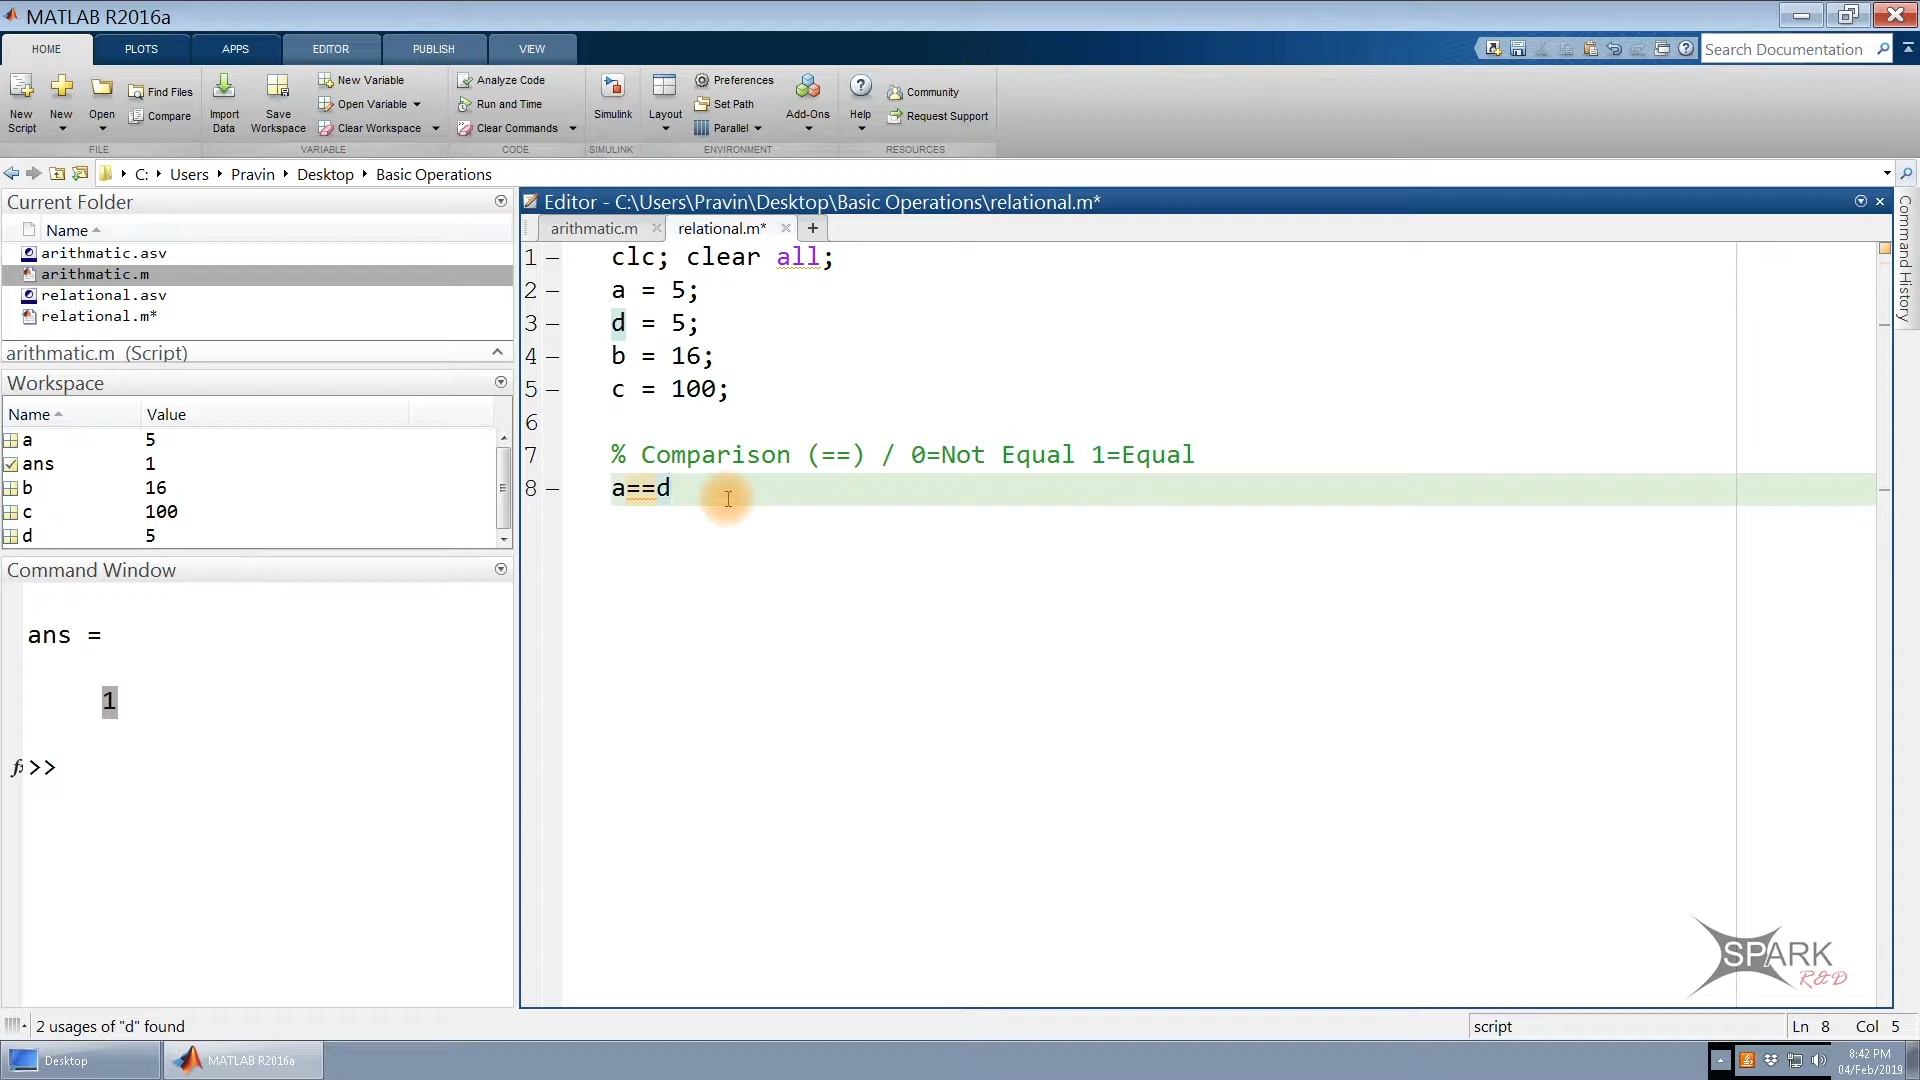 MATLAB R2016a
HOME PLOTS APPS EDITOR PUBLISH VIEW
Search Documentation
New Script
New
Open
Find Files
Compare
Import Data
Save Workspace
New Variable
Open Variable
Clear Workspace
Analyze Code
Run and Time
Clear Commands
Simulink
Layout
Preferences
Set Path
Parallel
Add-Ons
Help
Community
Request Support
FILE VARIABLE CODE SIMULINK ENVIRONMENT RESOURCES
C: Users Pravin Desktop Basic Operations
Current Folder
Name
arithmatic.asv
arithmatic.m
relational.asv
relational.m*
arithmatic.m (Script)
Workspace
Name Value
a 5
ans 1
b 16
c 100
d 5
Command Window
ans =
1
fx >>
Editor - C:\Users\Pravin\Desktop\Basic Operations\relational.m*
arithmatic.m relational.m* +
1 clc; clear all;
2 a = 5;
3 d = 5;
4 b = 16;
5 c = 100;
6
7 % Comparison (==) / 0=Not Equal 1=Equal
8 a==d
Command History
SPARK
R&D
2 usages of "d" found
script
Ln 8 Col 5
Desktop
MATLAB R2016a
8:42 PM
04/Feb/2019